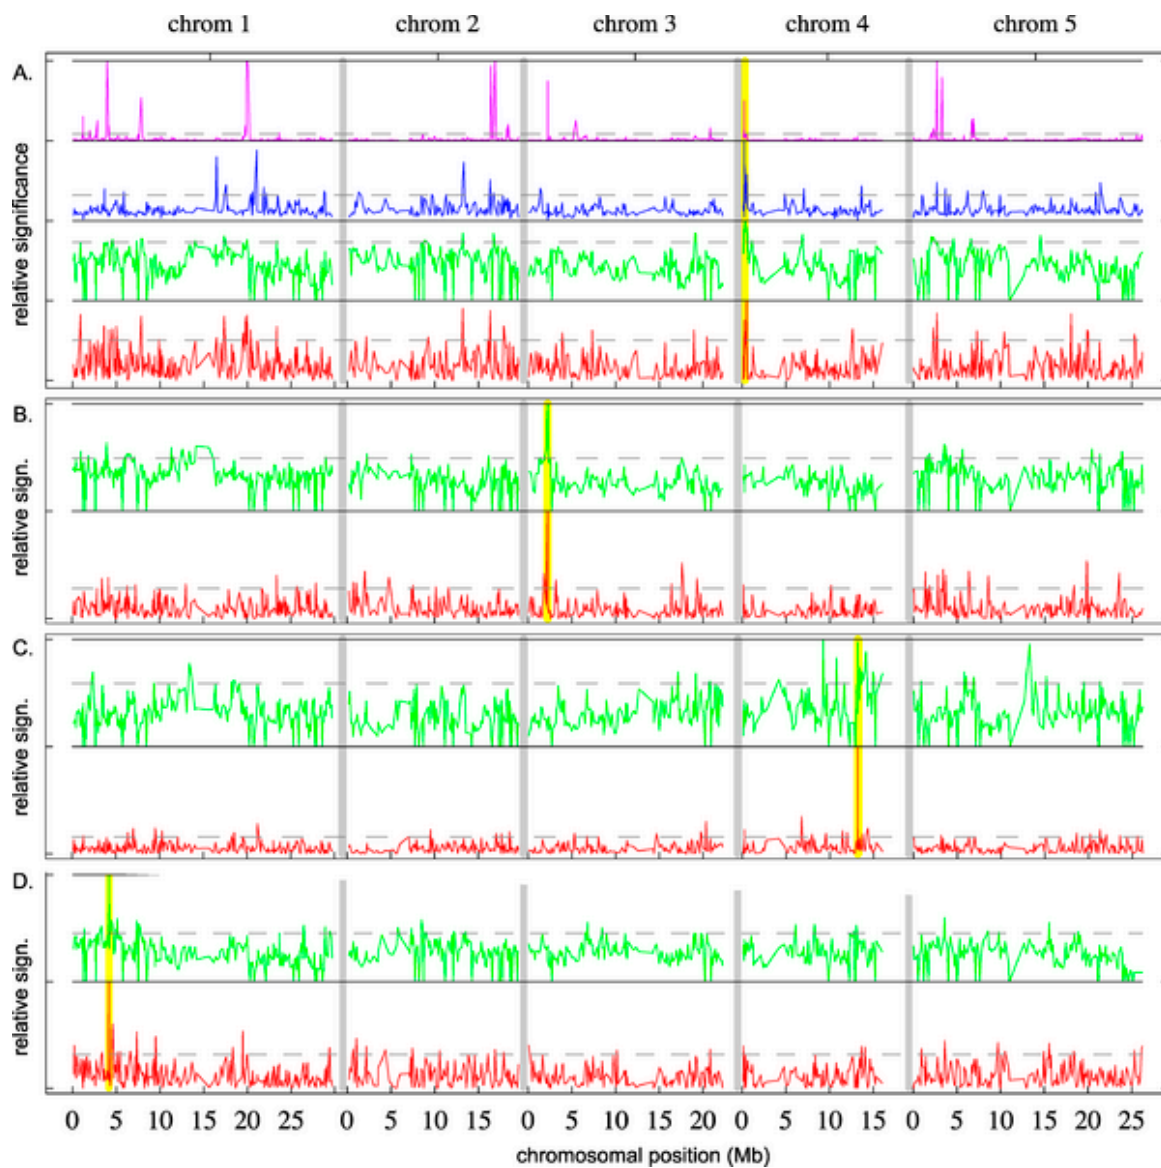 chrom 1 chrom 2 chrom 3 chrom 4 chrom 5
A.
relative significance
B.
relative sign.
C.
relative sign.
D.
relative sign.
0 5 10 15 20 25 0 5 10 15 0 5 10 15 20 0 5 10 15 0 5 10 15 20 25
chromosomal position (Mb)